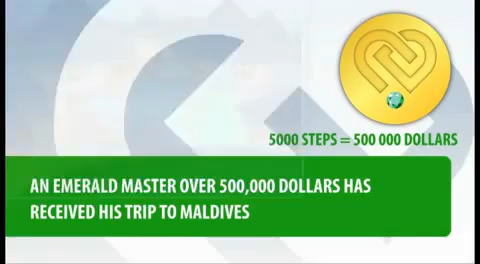 5000 STEPS = 500 000 DOLLARS
AN EMERALD MASTER OVER 500,000 DOLLARS HAS
RECEIVED HIS TRIP TO MALDIVES